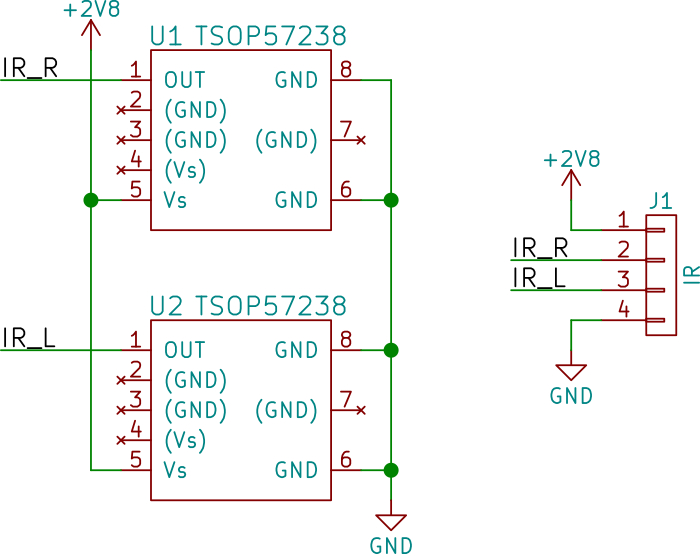 +2V8
U1 TSOP57238
IR_R
1 OUT GND 8
2 (GND)
3 (GND) (GND) 7
4 (Vs)
5 Vs GND 6
U2 TSOP57238
IR_L
1 OUT GND 8
2 (GND)
3 (GND) (GND) 7
4 (Vs)
5 Vs GND 6
GND
+2V8
J1
1
IR_R 2
IR_L 3
4
IR
GND